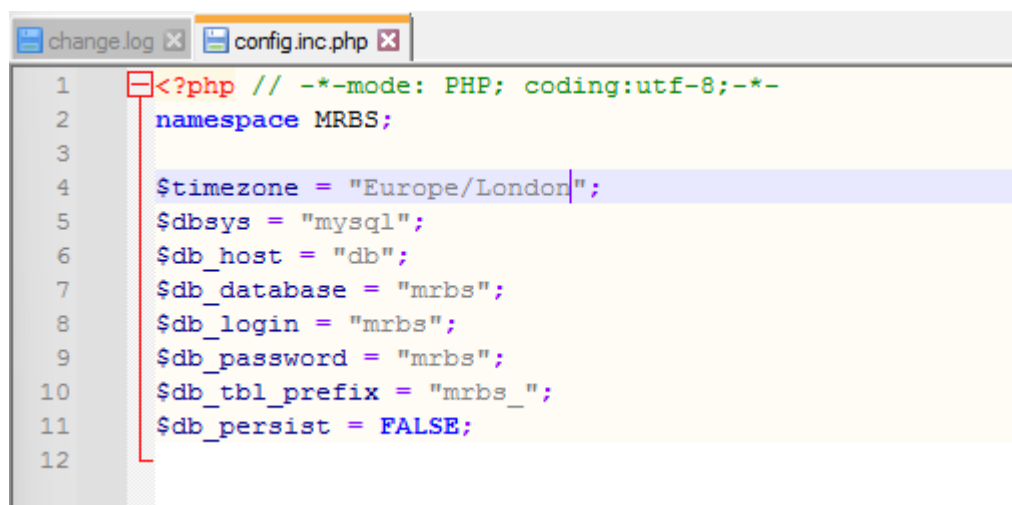 change.log config.inc.php
1 <?php // -*-mode: PHP; coding:utf-8;-*-
2 namespace MRBS;
3
4 $timezone = "Europe/London";
5 $dbsys = "mysql";
6 $db_host = "db";
7 $db_database = "mrbs";
8 $db_login = "mrbs";
9 $db_password = "mrbs";
10 $db_tbl_prefix = "mrbs_";
11 $db_persist = FALSE;
12